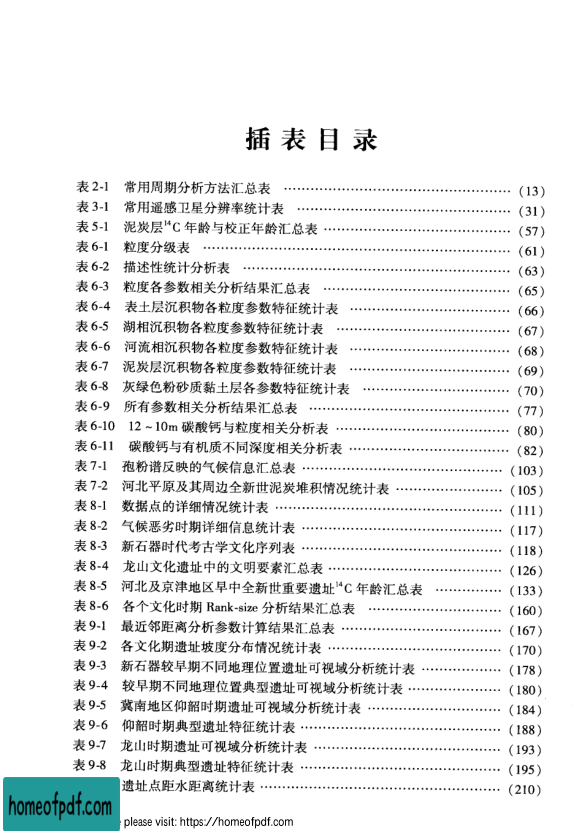 插表目录
表2-1 常用周期分析方法汇总表 …………………………………… (13)
表3-1 常用遥感卫星分辨率统计表 …………………………………… (31)
表5-1 泥炭层¹⁴C年龄与校正年龄汇总表 …………………………………… (57)
表6-1 粒度分级表 …………………………………… (61)
表6-2 描述性统计分析表 …………………………………… (63)
表6-3 粒度各参数相关分析结果汇总表 …………………………………… (65)
表6-4 表土层沉积物各粒度参数特征统计表 …………………………………… (66)
表6-5 湖相沉积物各粒度参数特征统计表 …………………………………… (67)
表6-6 河流相沉积物各粒度参数特征统计表 …………………………………… (68)
表6-7 泥炭层沉积物各粒度参数特征统计表 …………………………………… (69)
表6-8 灰绿色粉砂质黏土层各参数特征统计表 …………………………………… (70)
表6-9 所有参数相关分析结果汇总表 …………………………………… (77)
表6-10 12~10m碳酸钙与粒度相关分析表 …………………………………… (80)
表6-11 碳酸钙与有机质不同深度相关分析表 …………………………………… (82)
表7-1 孢粉谱反映的气候信息汇总表 …………………………………… (103)
表7-2 河北平原及其周边全新世泥炭堆积情况统计表 …………………………………… (105)
表8-1 数据点的详细情况统计表 …………………………………… (111)
表8-2 气候恶劣时期详细信息统计表 …………………………………… (117)
表8-3 新石器时代考古学文化序列表 …………………………………… (118)
表8-4 龙山文化遗址中的文明要素汇总表 …………………………………… (126)
表8-5 河北及京津地区早中全新世重要遗址¹⁴C年龄汇总表 …………………………………… (133)
表8-6 各个文化时期Rank-size分析结果汇总表 …………………………………… (160)
表9-1 最近邻距离分析参数计算结果汇总表 …………………………………… (167)
表9-2 各文化期遗址坡度分布情况统计表 …………………………………… (170)
表9-3 新石器较早期不同地理位置遗址可视域分析统计表 …………………………………… (178)
表9-4 较早期不同地理位置典型遗址可视域分析统计表 …………………………………… (180)
表9-5 冀南地区仰韶时期遗址可视域分析统计表 …………………………………… (184)
表9-6 仰韶时期典型遗址特征统计表 …………………………………… (188)
表9-7 龙山时期遗址可视域分析统计表 …………………………………… (193)
表9-8 龙山时期典型遗址特征统计表 …………………………………… (195)
遗址点距水距离统计表 …………………………………… (210)
homeofpdf.com
please visit: https://homeofpdf.com